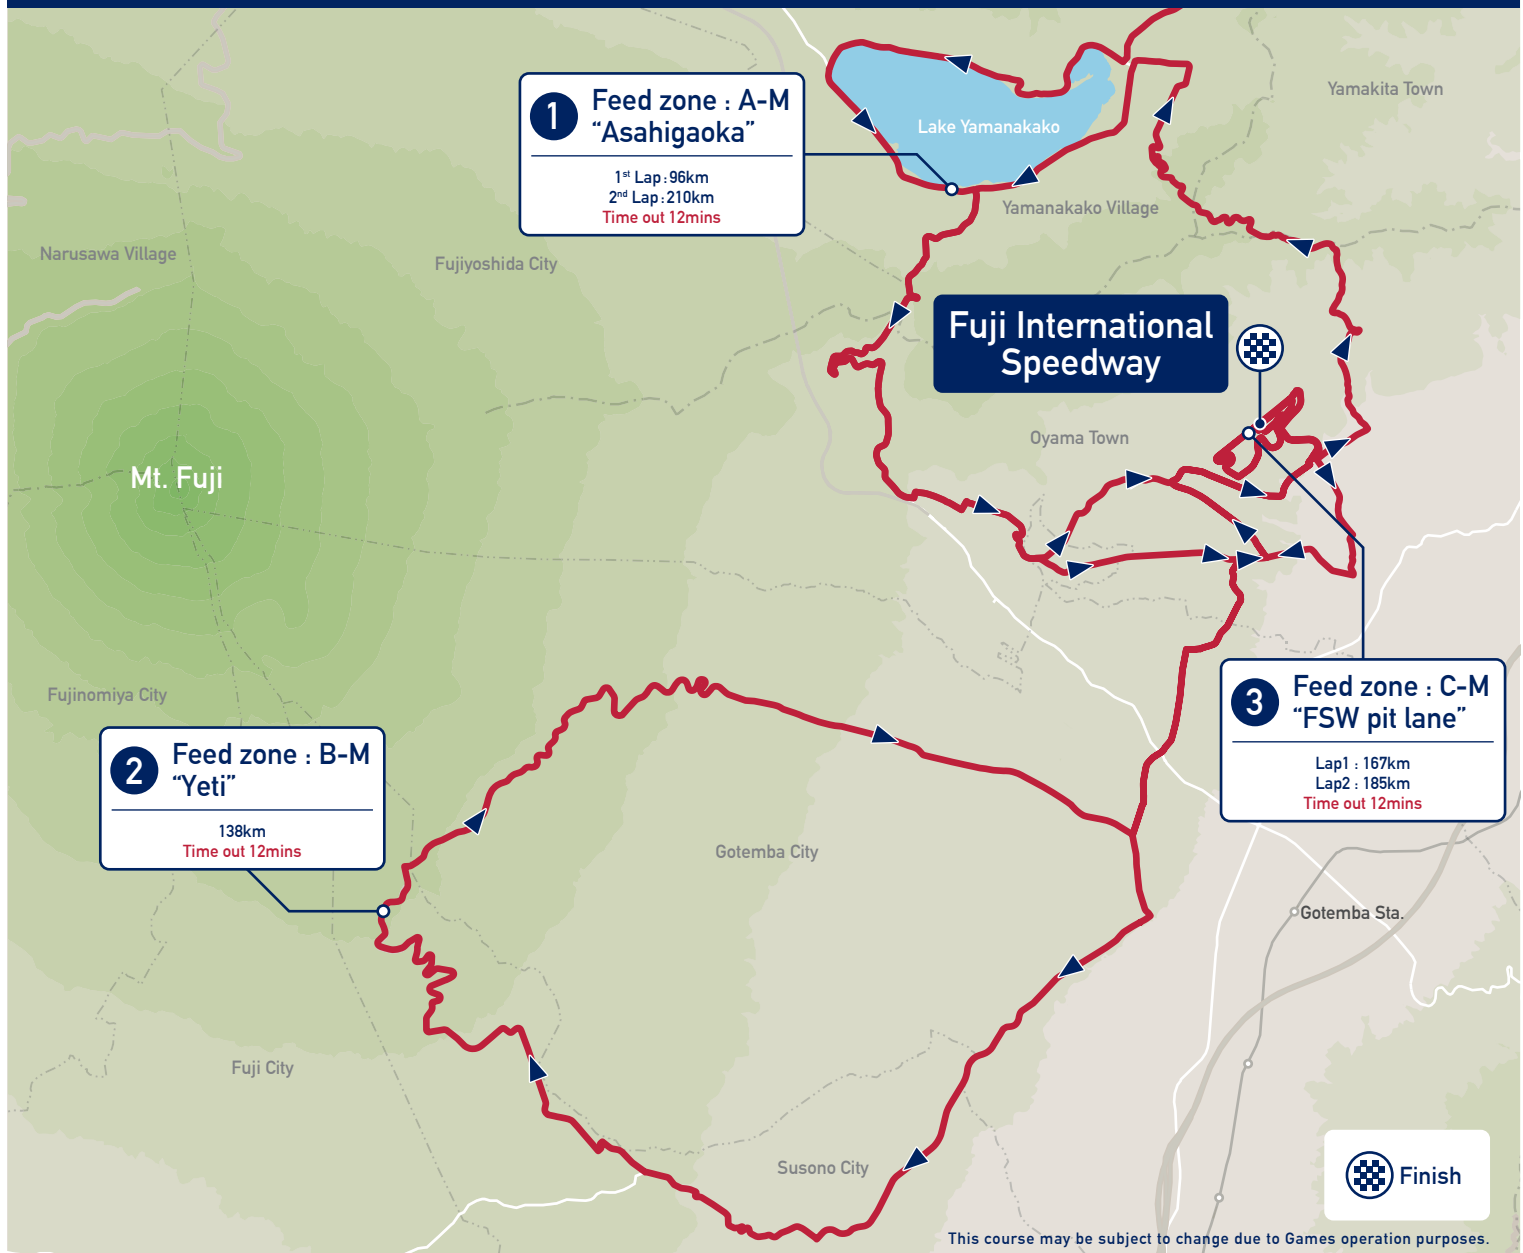 Yamakita Town
1
Feed zone : A-M
“Asahigaoka”
1st Lap : 96km
2nd Lap : 210km
Time out 12mins
Lake Yamanakako
Yamanakako Village
Narusawa Village
Fujiyoshida City
Fuji International
Speedway
Oyama Town
Mt. Fuji
Fujinomiya City
3
Feed zone : C-M
“FSW pit lane”
Lap1 : 167km
Lap2 : 185km
Time out 12mins
2
Feed zone : B-M
“Yeti”
138km
Time out 12mins
Gotemba City
Gotemba Sta.
Fuji City
Susono City
Finish
This course may be subject to change due to Games operation purposes.